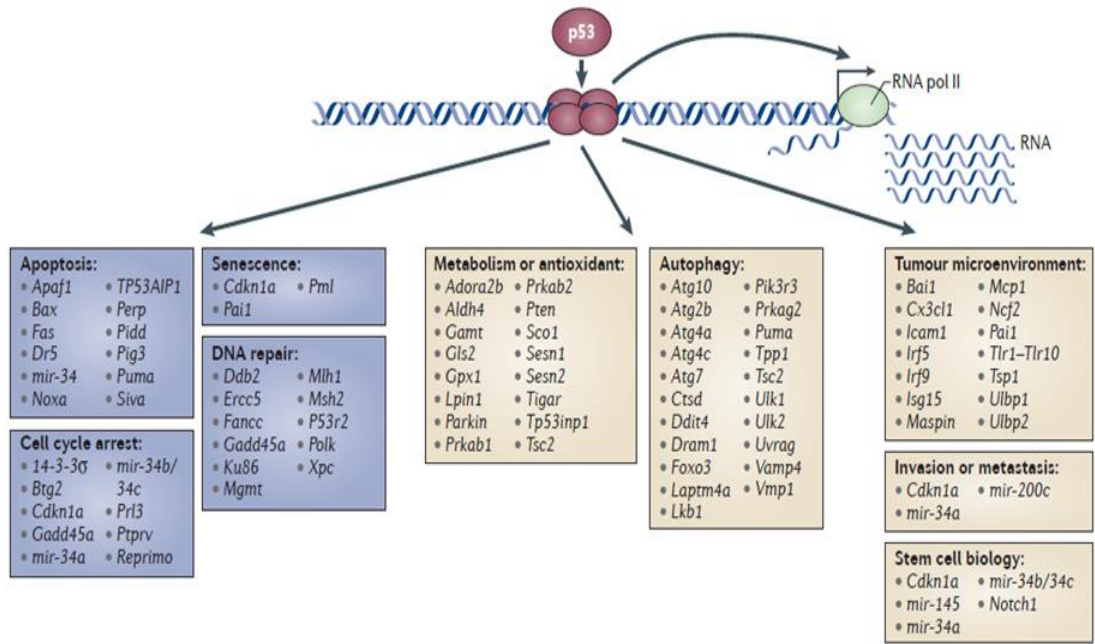 p53
RNA pol II
RNA
Apoptosis:
• Apaf1 • TP53AIP1
• Bax • Perp
• Fas • Pidd
• Dr5 • Pig3
• mir-34 • Puma
• Noxa • Siva
Cell cycle arrest:
• 14-3-3σ • mir-34b/
• Btg2 34c
• Cdkn1a • Prl3
• Gadd45a • Ptprv
• mir-34a • Reprimo
Senescence:
• Cdkn1a • Pml
• Pai1
DNA repair:
• Ddb2 • Mlh1
• Ercc5 • Msh2
• Fancc • P53r2
• Gadd45a • Polk
• Ku86 • Xpc
• Mgmt
Metabolism or antioxidant:
• Adora2b • Prkab2
• Aldh4 • Pten
• Gamt • Sco1
• Gls2 • Sesn1
• Gpx1 • Sesn2
• Lpin1 • Tigar
• Parkin • Tp53inp1
• Prkab1 • Tsc2
Autophagy:
• Atg10 • Pik3r3
• Atg2b • Prkag2
• Atg4a • Puma
• Atg4c • Tpp1
• Atg7 • Tsc2
• Ctsd • Ulk1
• Ddit4 • Ulk2
• Dram1 • Uvrag
• Foxo3 • Vamp4
• Laptm4a • Vmp1
• Lkb1
Tumour microenvironment:
• Bai1 • Mcp1
• Cx3cl1 • Ncf2
• Icam1 • Pai1
• Irf5 • Tlr1–Tlr10
• Irf9 • Tsp1
• Isg15 • Ulbp1
• Maspin • Ulbp2
Invasion or metastasis:
• Cdkn1a • mir-200c
• mir-34a
Stem cell biology:
• Cdkn1a • mir-34b/34c
• mir-145 • Notch1
• mir-34a